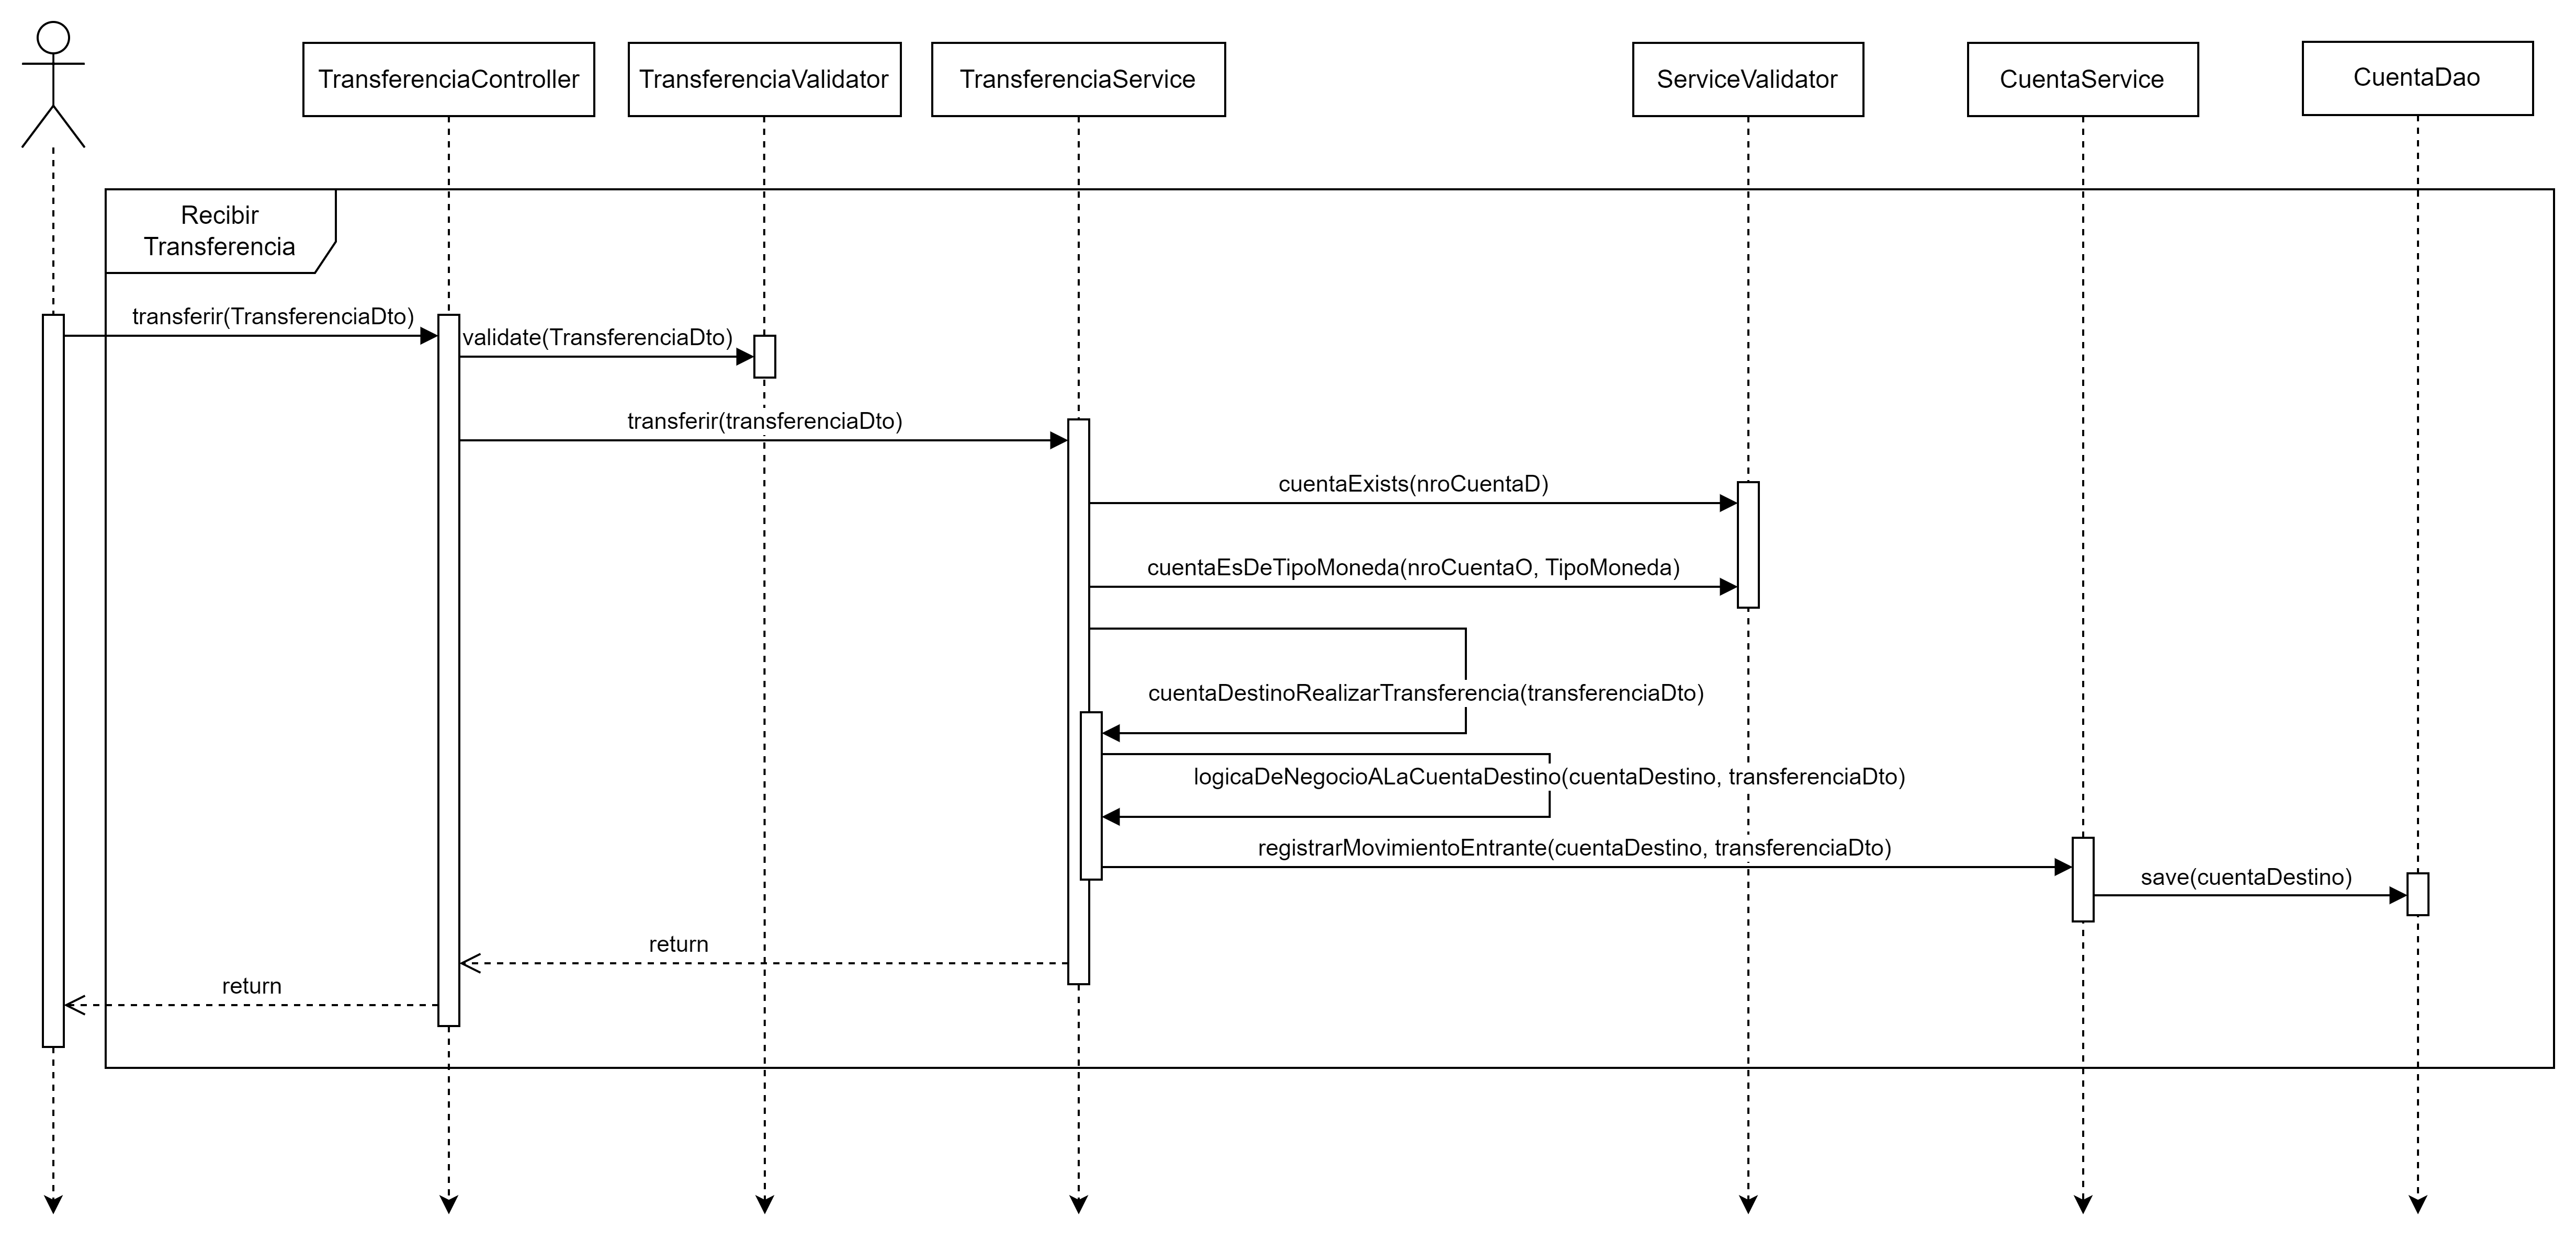 TransferenciaController
TransferenciaValidator
TransferenciaService
ServiceValidator
CuentaService
CuentaDao
Recibir
Transferencia
transferir(TransferenciaDto)
validate(TransferenciaDto)
transferir(transferenciaDto)
cuentaExists(nroCuentaD)
cuentaEsDeTipoMoneda(nroCuentaO, TipoMoneda)
cuentaDestinoRealizarTransferencia(transferenciaDto)
logicaDeNegocioALaCuentaDestino(cuentaDestino, transferenciaDto)
registrarMovimientoEntrante(cuentaDestino, transferenciaDto)
save(cuentaDestino)
return
return